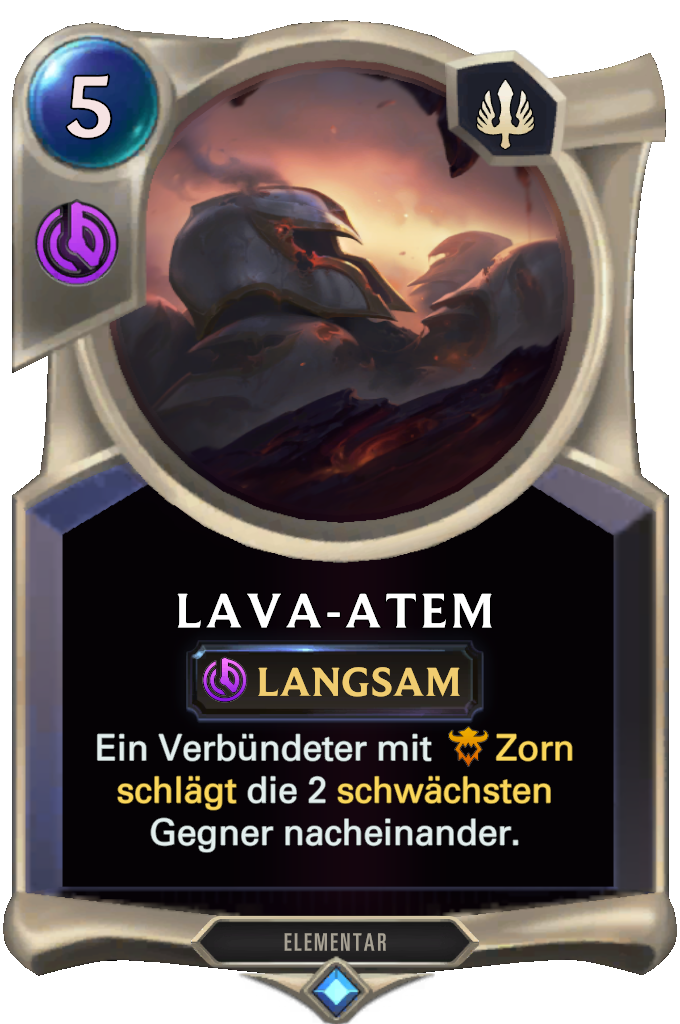 5
LAVA-ATEM
LANGSAM
Ein Verbündeter mit Zorn
schlägt die 2 schwächsten
Gegner nacheinander.
ELEMENTAR